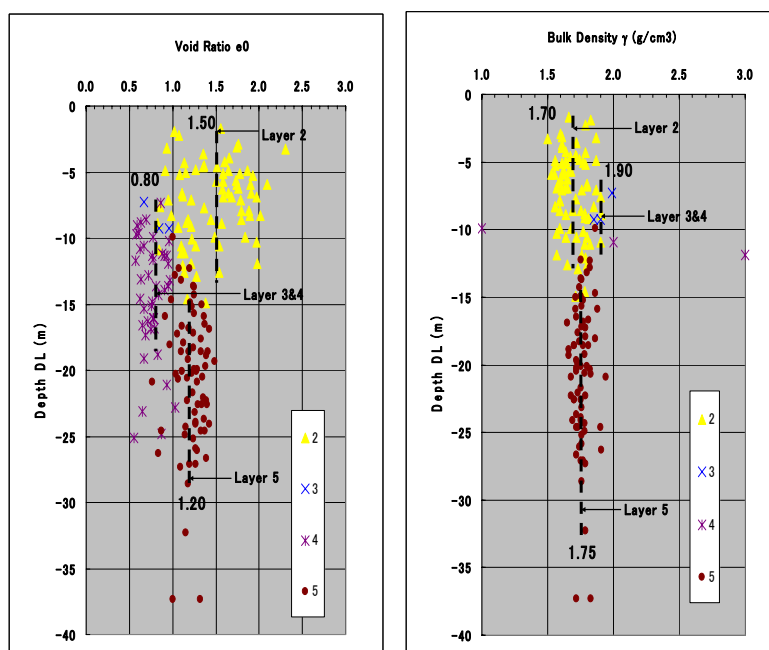 Void Ratio e0
0.0 0.5 1.0 1.5 2.0 2.5 3.0
0
-5
-10
-15
-20
-25
-30
-35
-40
Depth DL (m)
1.50
Layer 2
0.80
Layer 3&4
Layer 5
1.20
2
3
4
5
Bulk Density γ (g/cm3)
1.0 1.5 2.0 2.5 3.0
0
-5
-10
-15
-20
-25
-30
-35
-40
Depth DL (m)
1.70
Layer 2
1.90
Layer 3&4
Layer 5
1.75
2
3
4
5